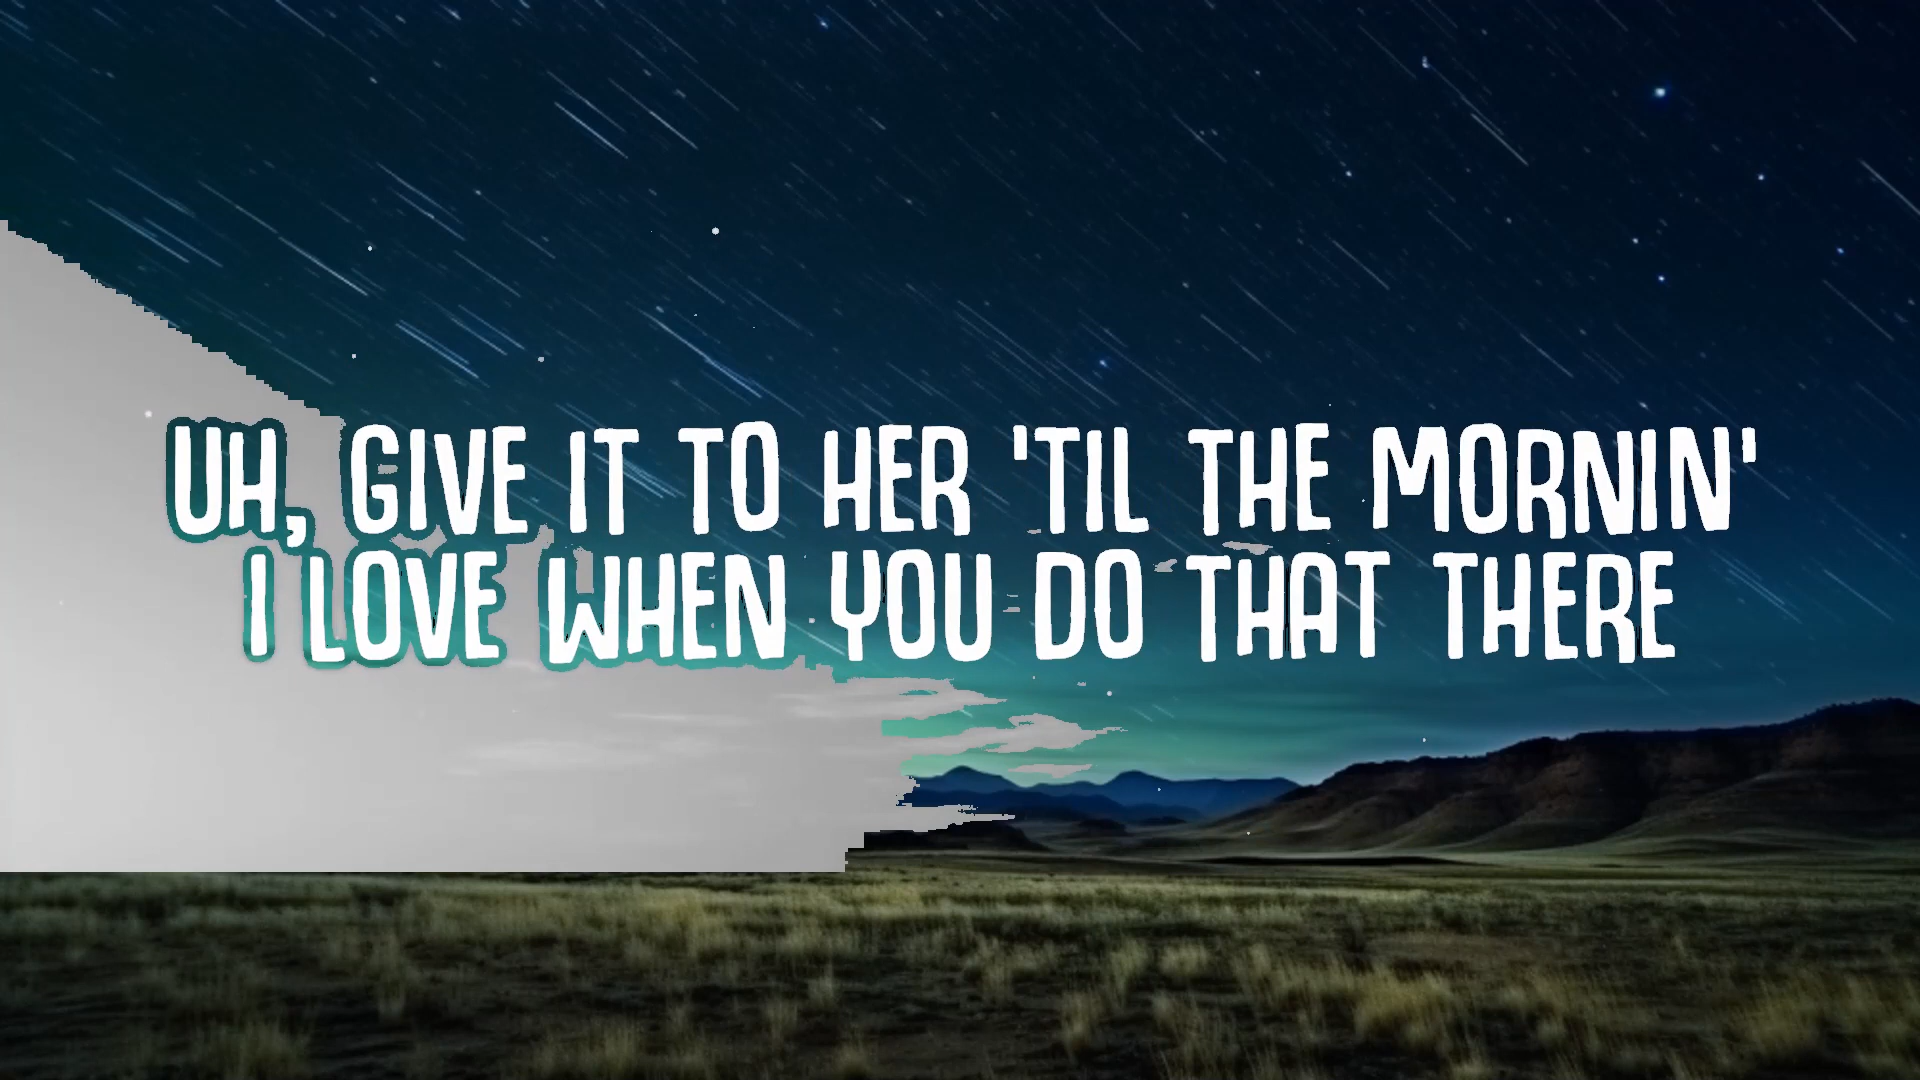 UH, GIVE IT TO HER 'TIL THE MORNIN'
I LOVE WHEN YOU DO THAT THERE